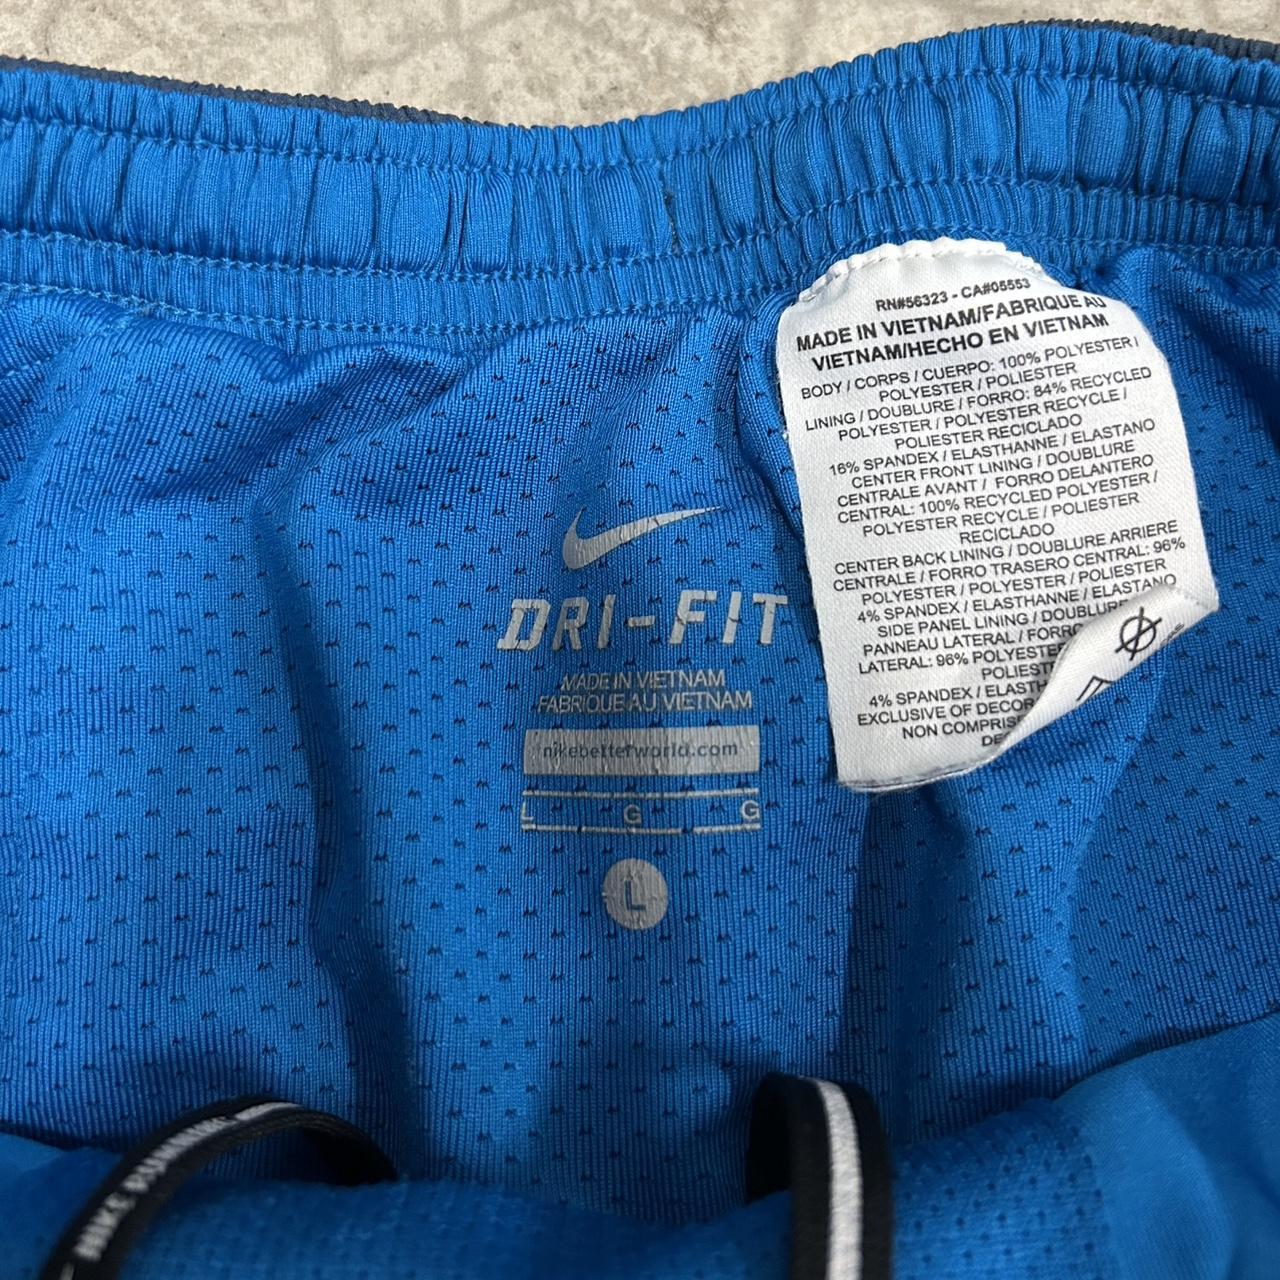 RN#56323 - CA#05553
MADE IN VIETNAM/FABRIQUE AU
VIETNAM/HECHO EN VIETNAM
BODY / CORPS / CUERPO: 100% POLYESTER /
POLYESTER / POLIESTER
LINING / DOUBLURE / FORRO: 84% RECYCLED
POLYESTER / POLYESTER RECYCLE /
POLIESTER RECICLADO
16% SPANDEX / ELASTHANNE / ELASTANO
CENTER FRONT LINING / DOUBLURE
CENTRALE AVANT / FORRO DELANTERO
CENTRAL: 100% RECYCLED POLYESTER /
POLYESTER RECYCLE / POLIESTER
RECICLADO
CENTER BACK LINING / DOUBLURE ARRIERE
CENTRALE / FORRO TRASERO CENTRAL: 96%
POLYESTER / POLYESTER / POLIESTER
4% SPANDEX / ELASTHANNE / ELASTANO
SIDE PANEL LINING / DOUBLURE
PANNEAU LATERAL / FORRO
LATERAL: 96% POLYESTER
POLIEST
4% SPANDEX / ELASTH
EXCLUSIVE OF DECOR
NON COMPRIS
DE
DRI-FIT
MADE IN VIETNAM
FABRIQUE AU VIETNAM
nikebetterworld.com
L G G
L
NIKE RUNNING